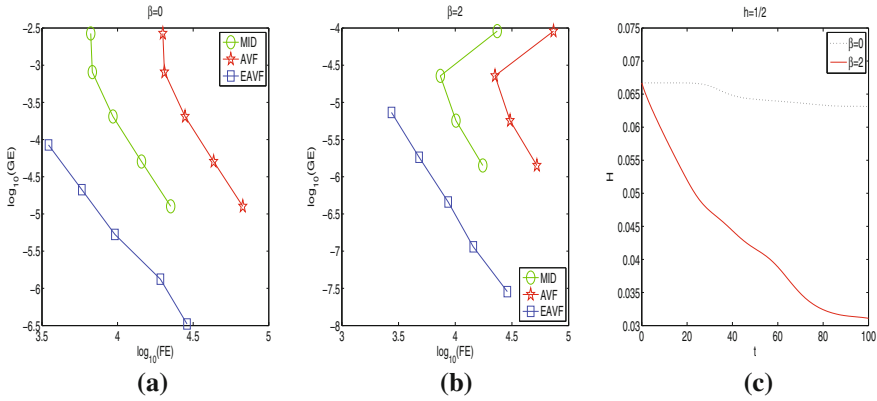 β=0
−2.5
−3
−3.5
−4
−4.5
−5
−5.5
−6
−6.5
log10(GE)
3.5
4
4.5
5
log10(FE)
MID
AVF
EAVF
(a)
β=2
−4
−4.5
−5
−5.5
−6
−6.5
−7
−7.5
−8
log10(GE)
3
3.5
4
4.5
5
log10(FE)
MID
AVF
EAVF
(b)
h=1/2
0.075
0.07
0.065
0.06
0.055
0.05
0.045
0.04
0.035
0.03
H
0
20
40
60
80
100
t
β=0
β=2
(c)